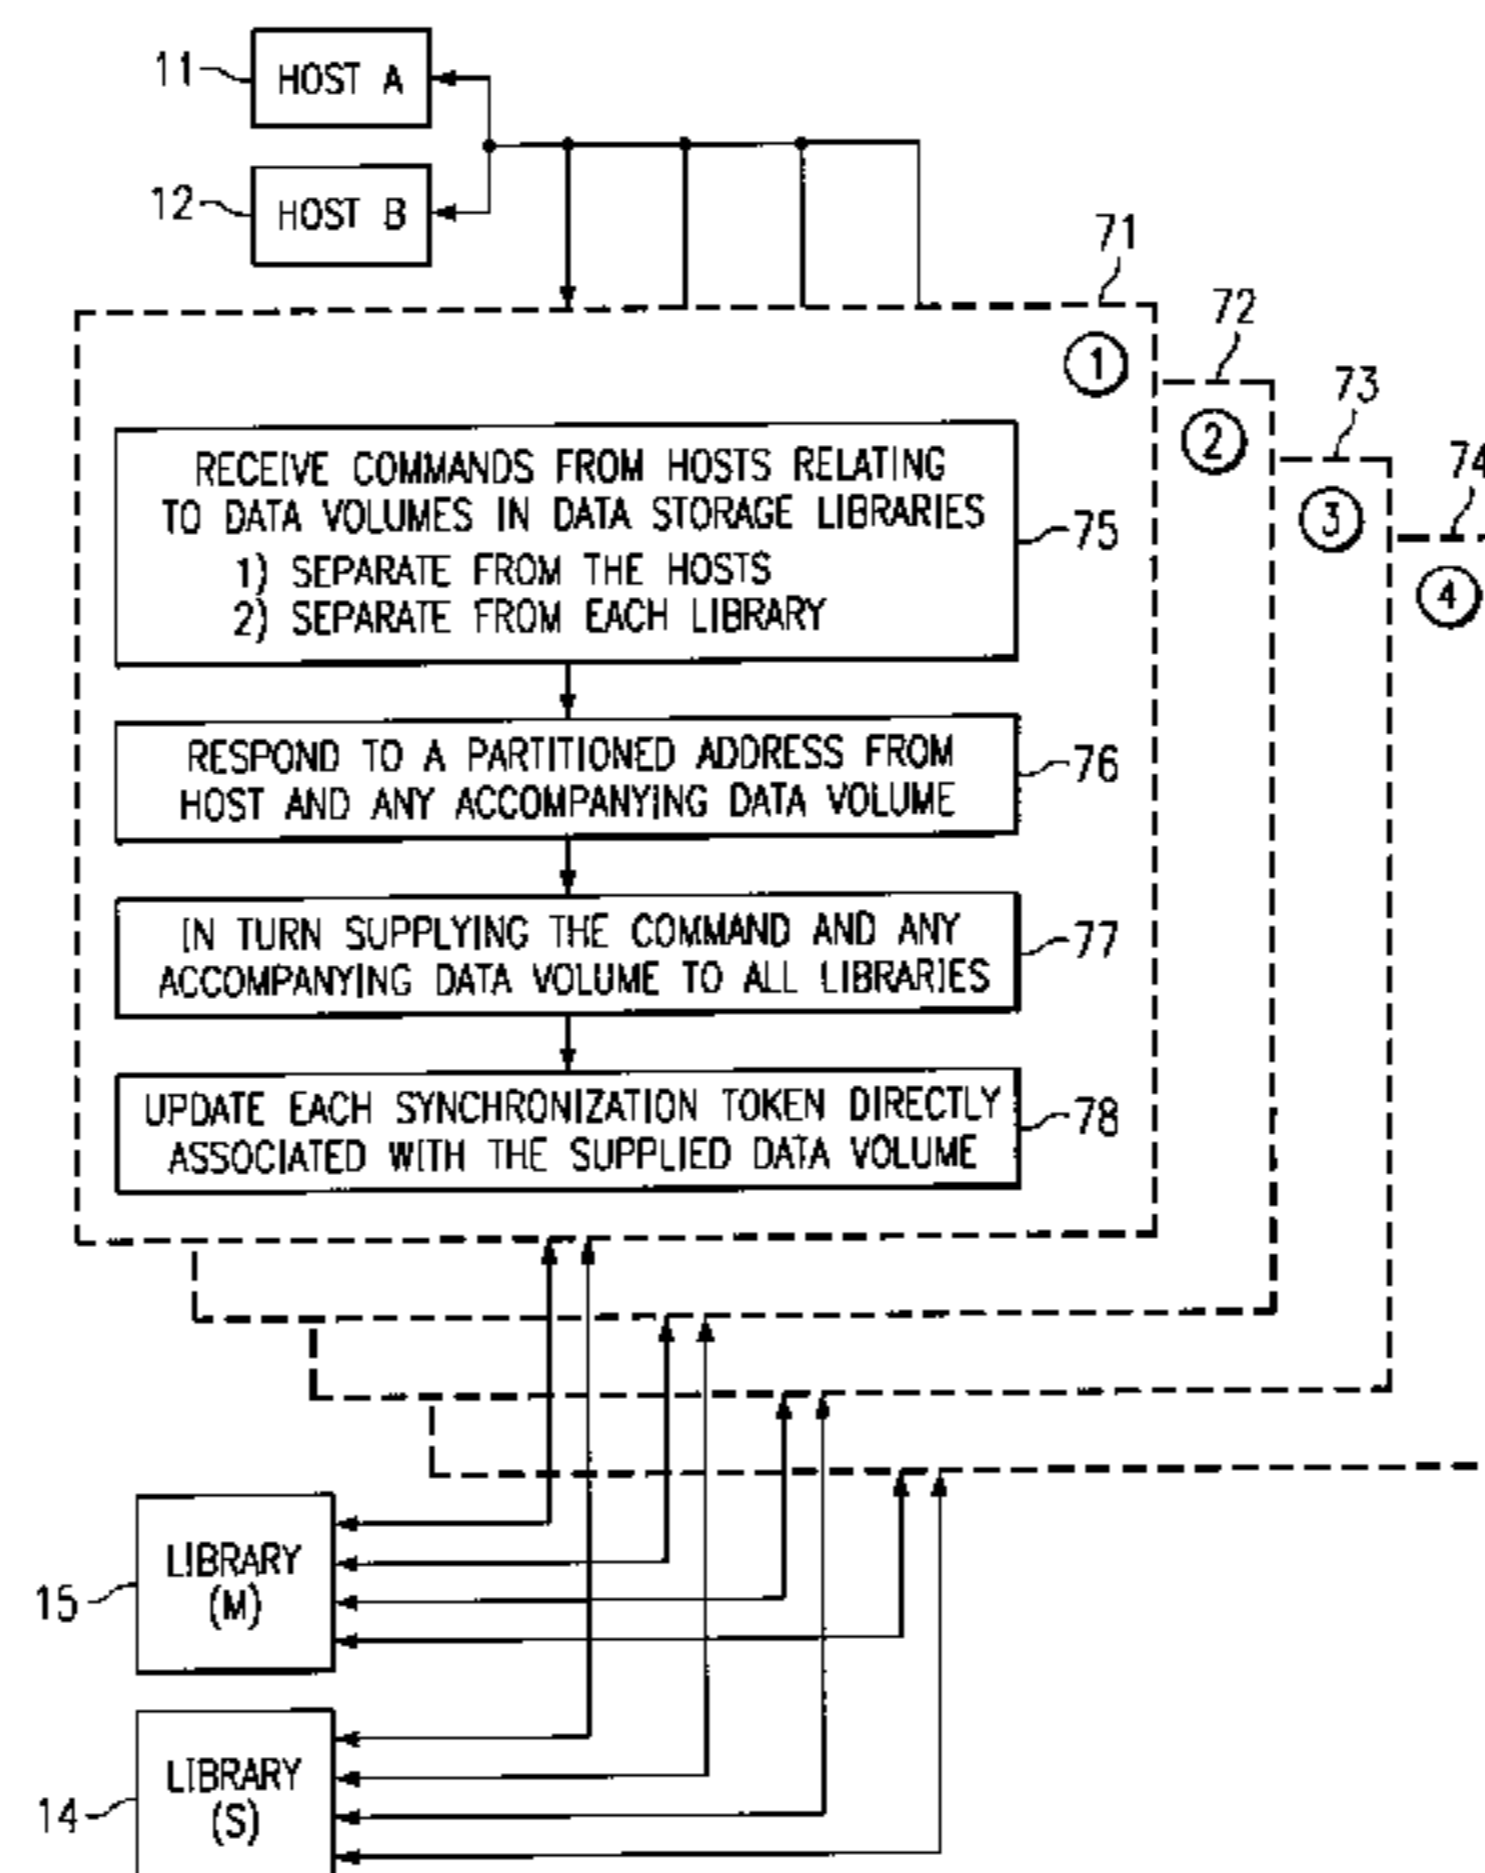 11
HOST A
12
HOST B
71
1
72
2
73
3
74
4
RECEIVE COMMANDS FROM HOSTS RELATING
TO DATA VOLUMES IN DATA STORAGE LIBRARIES
1) SEPARATE FROM THE HOSTS
2) SEPARATE FROM EACH LIBRARY
75
RESPOND TO A PARTITIONED ADDRESS FROM
HOST AND ANY ACCOMPANYING DATA VOLUME
76
IN TURN SUPPLYING THE COMMAND AND ANY
ACCOMPANYING DATA VOLUME TO ALL LIBRARIES
77
UPDATE EACH SYNCHRONIZATION TOKEN DIRECTLY
ASSOCIATED WITH THE SUPPLIED DATA VOLUME
78
LIBRARY
(M)
15
LIBRARY
(S)
14